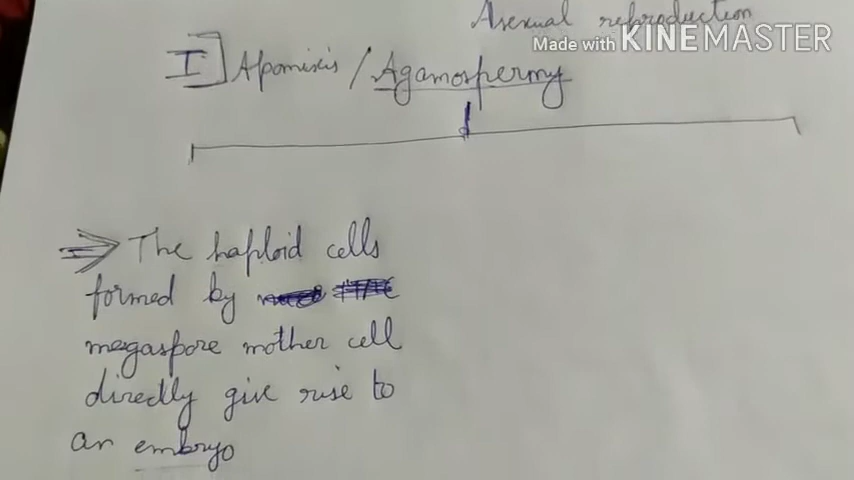 Asexual reproduction
Made with KINEMASTER
I] Apomixis / Agamospermy
⇒ The haploid cells
formed by
megaspore mother cell
directly give rise to
an embryo